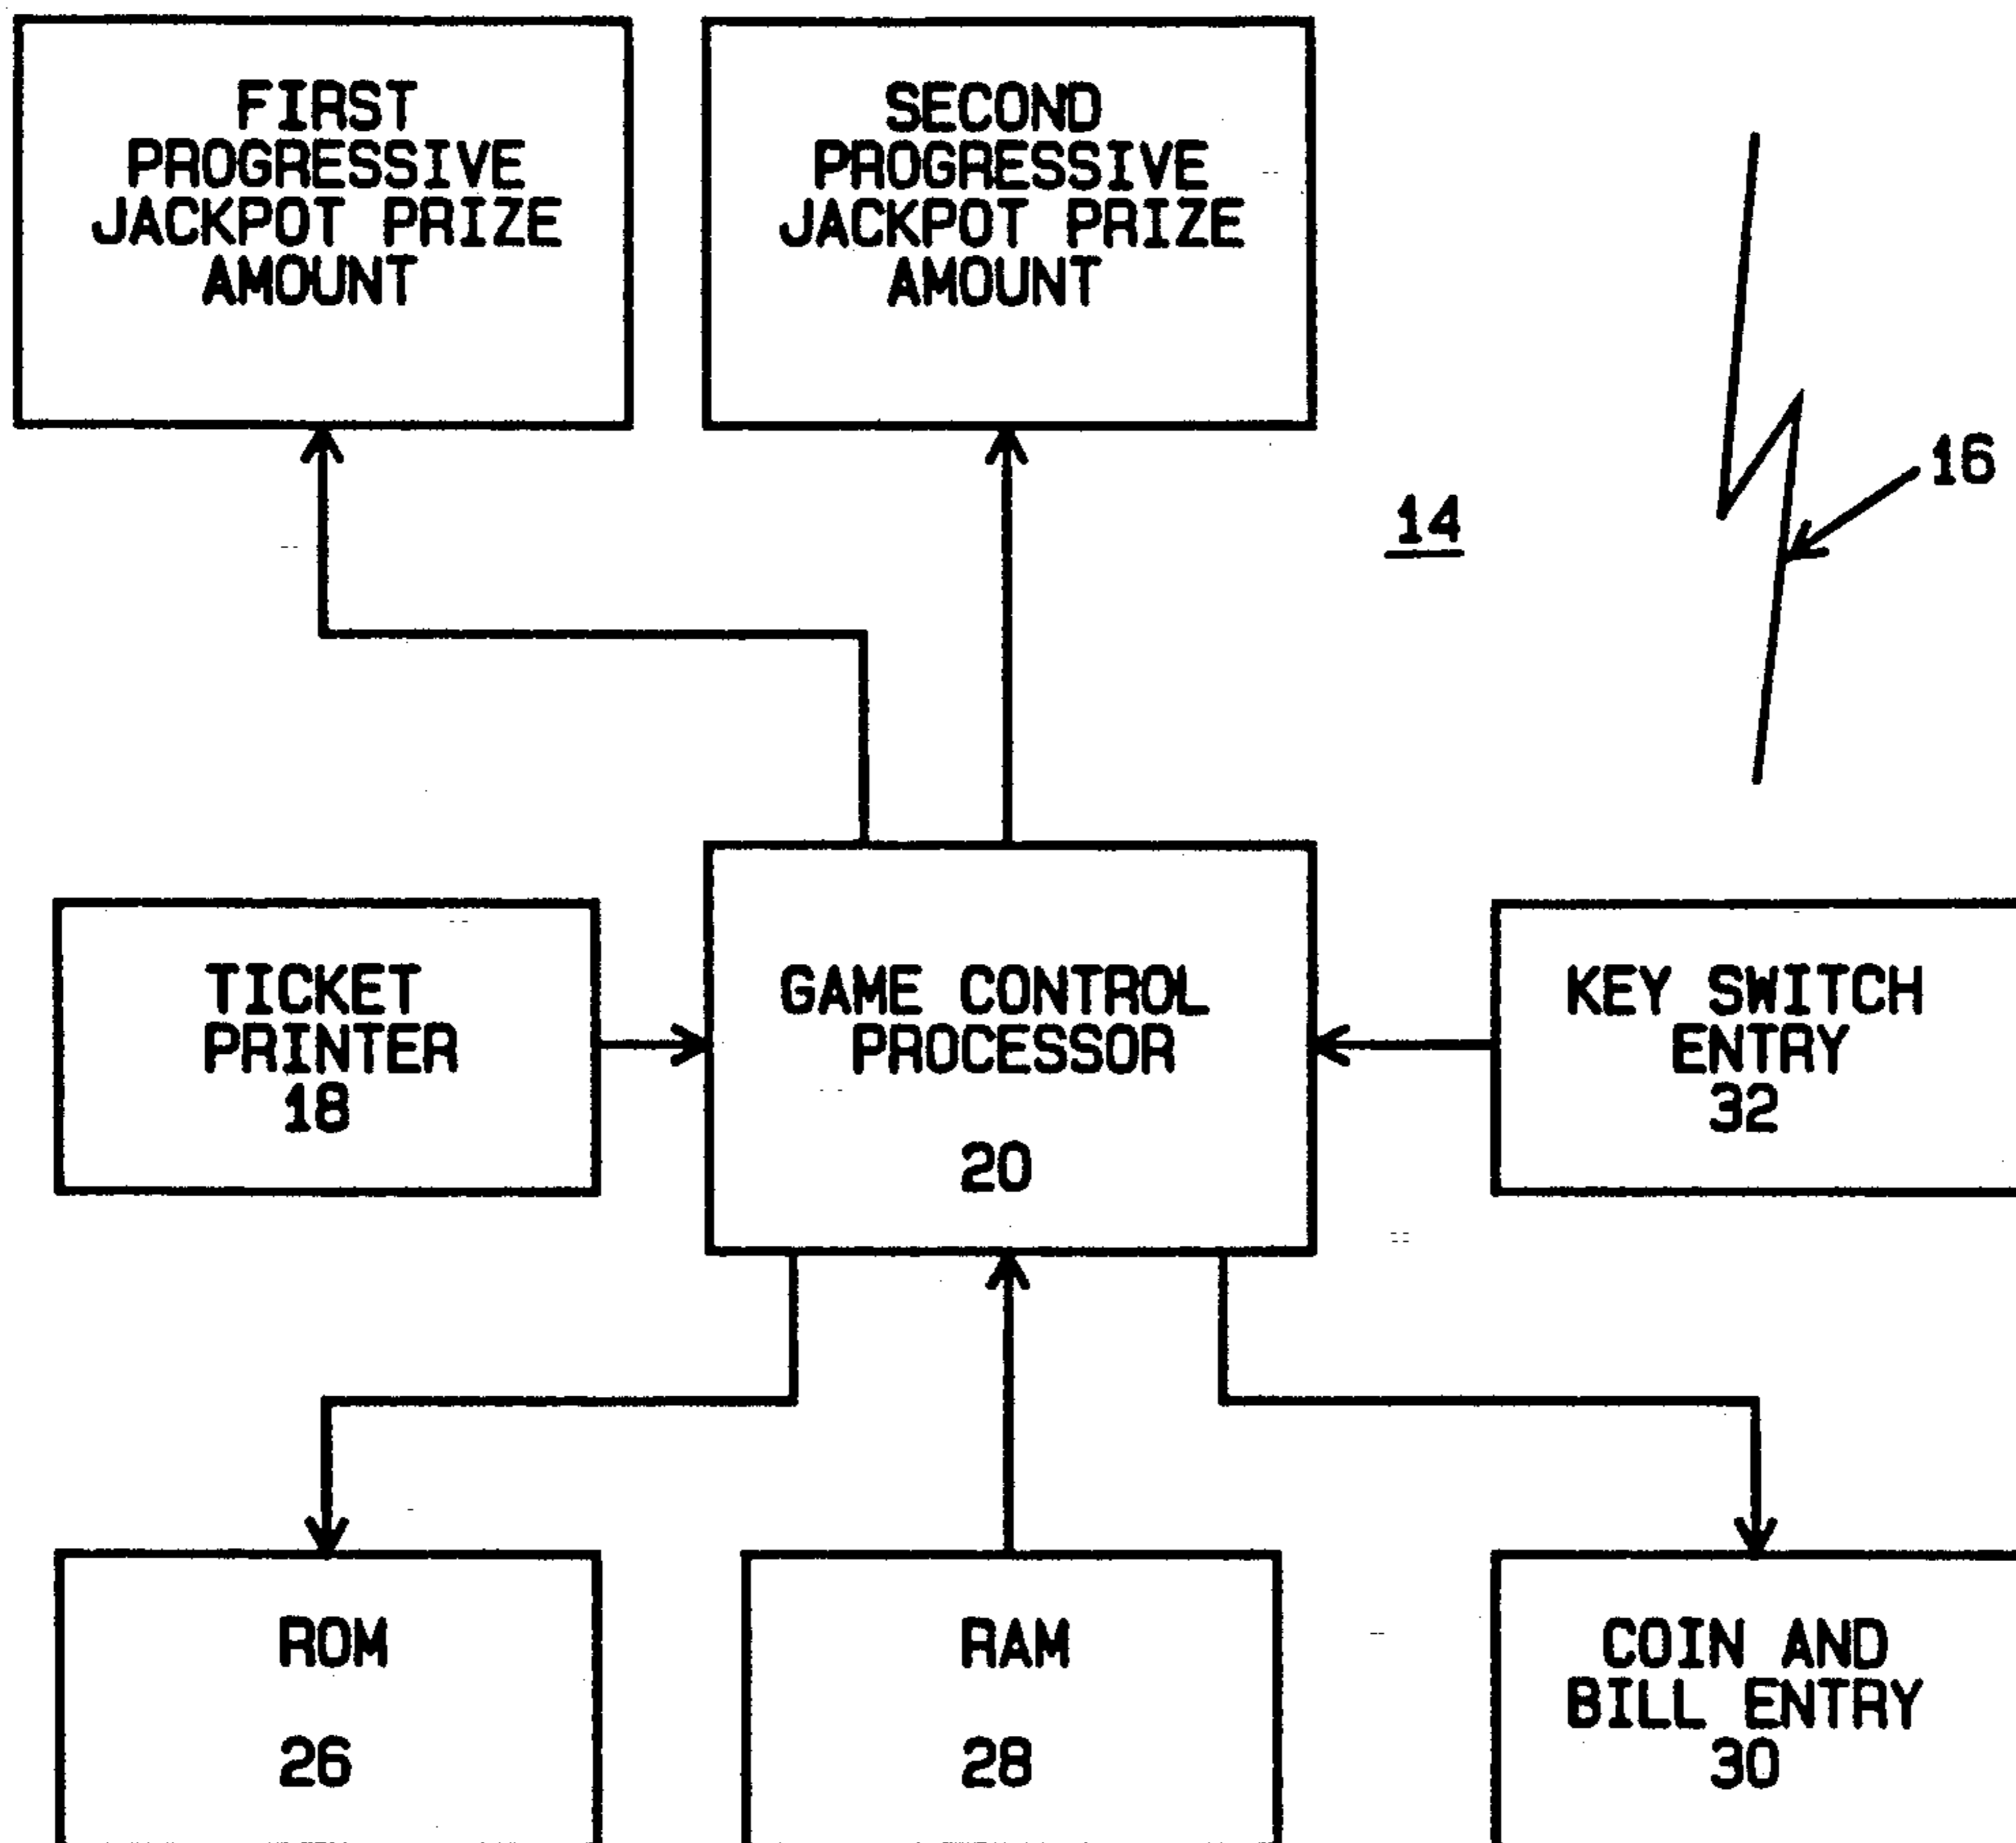 FIRST
PROGRESSIVE
JACKPOT PRIZE
AMOUNT
SECOND
PROGRESSIVE
JACKPOT PRIZE
AMOUNT
16
14
TICKET
PRINTER
18
GAME CONTROL
PROCESSOR
20
KEY SWITCH
ENTRY
32
ROM
26
RAM
28
COIN AND
BILL ENTRY
30